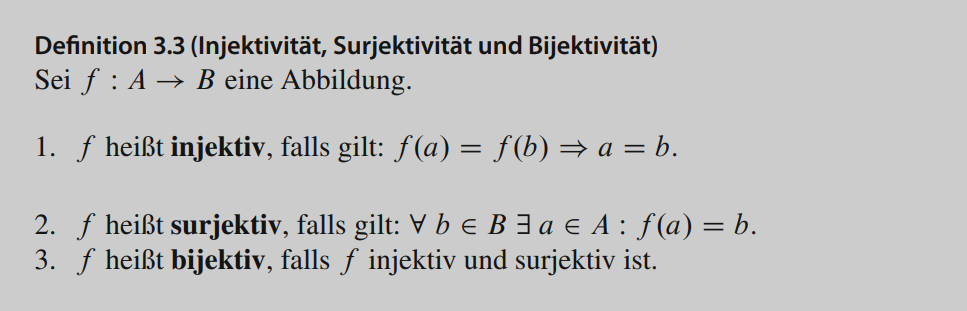 Definition 3.3 (Injektivität, Surjektivität und Bijektivität)
Sei f : A → B eine Abbildung.
1. f heißt injektiv, falls gilt: f(a) = f(b) ⇒ a = b.
2. f heißt surjektiv, falls gilt: ∀ b ∈ B ∃ a ∈ A : f(a) = b.
3. f heißt bijektiv, falls f injektiv und surjektiv ist.